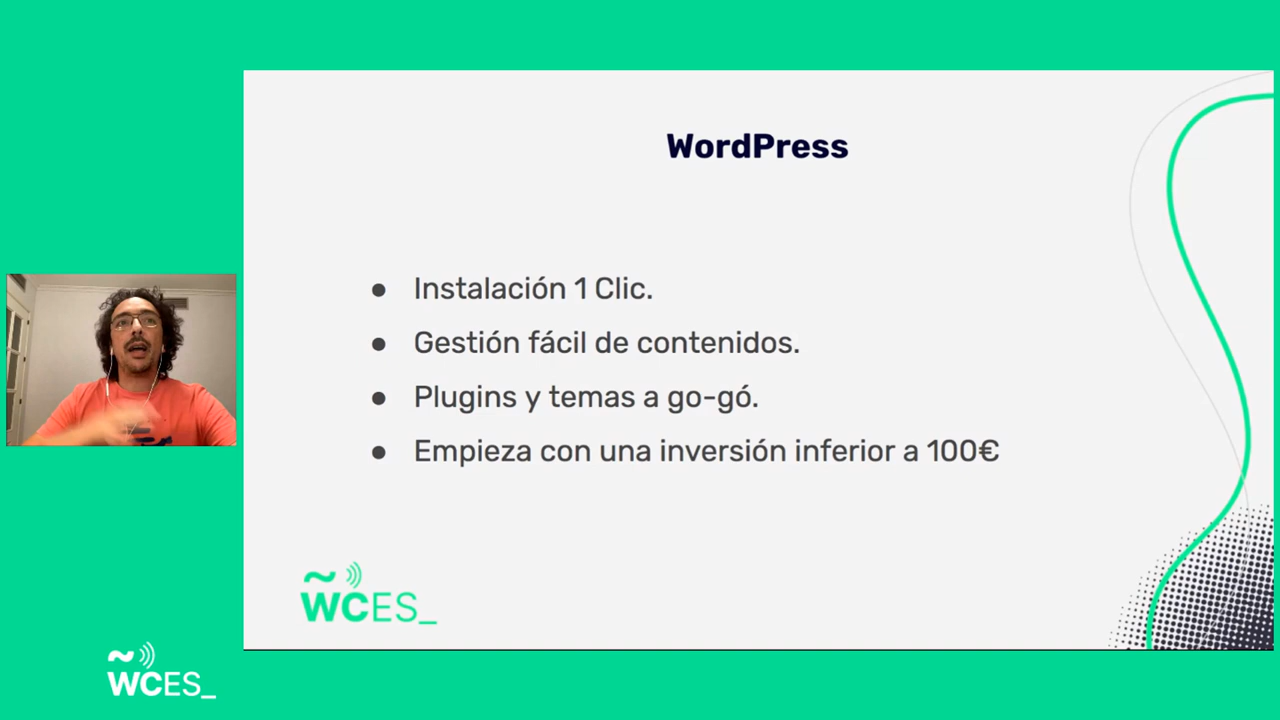 WordPress
● Instalación 1 Clic.
● Gestión fácil de contenidos.
● Plugins y temas a go-gó.
● Empieza con una inversión inferior a 100€
WCES_
WCES_